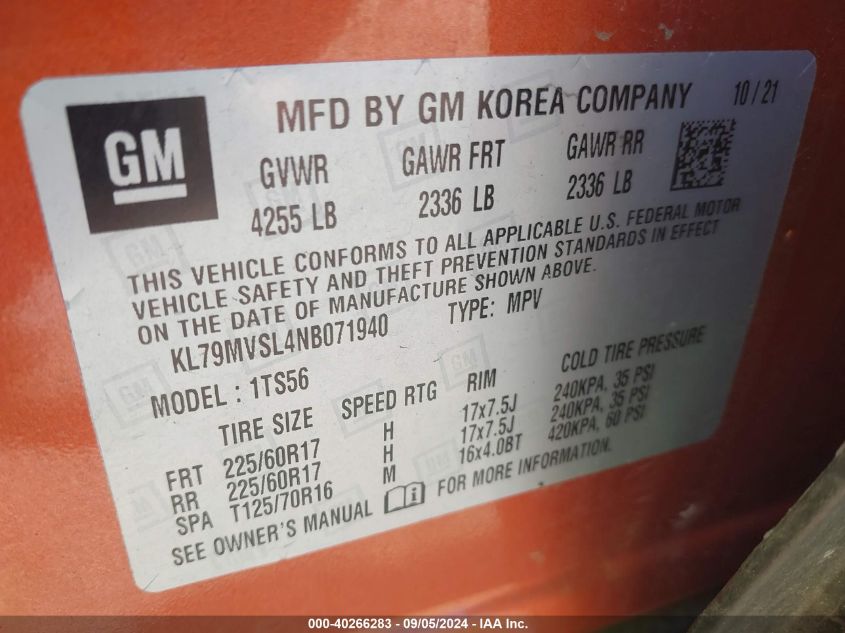 GM
MFD BY GM KOREA COMPANY 10/21
GVWR GAWR FRT GAWR RR
4255 LB 2336 LB 2336 LB
THIS VEHICLE CONFORMS TO ALL APPLICABLE U.S. FEDERAL MOTOR
VEHICLE SAFETY AND THEFT PREVENTION STANDARDS IN EFFECT
ON THE DATE OF MANUFACTURE SHOWN ABOVE.
KL79MVSL4NB071940 TYPE: MPV
MODEL : 1TS56
TIRE SIZE SPEED RTG RIM COLD TIRE PRESSURE
FRT 225/60R17 H 17x7.5J 240KPA, 35 PSI
RR 225/60R17 H 17x7.5J 240KPA, 35 PSI
SPA T125/70R16 M 16x4.0BT 420KPA, 60 PSI
SEE OWNER'S MANUAL FOR MORE INFORMATION.
000-40266283 - 09/05/2024 - IAA Inc.